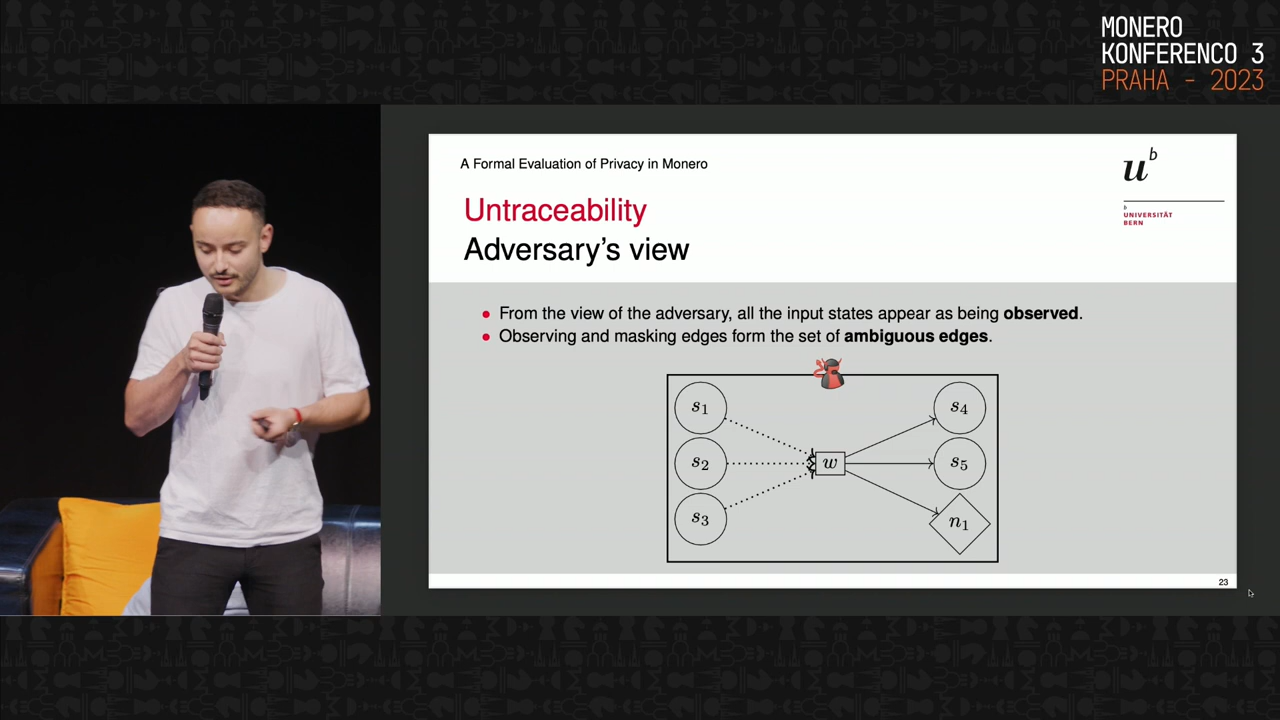 MONERO
KONFERENCO 3
PRAHA - 2023
A Formal Evaluation of Privacy in Monero
u^b
b
UNIVERSITÄT
BERN
Untraceability
Adversary's view
• From the view of the adversary, all the input states appear as being observed.
• Observing and masking edges form the set of ambiguous edges.
s₁
s₄
s₂
w
s₅
s₃
n₁
23